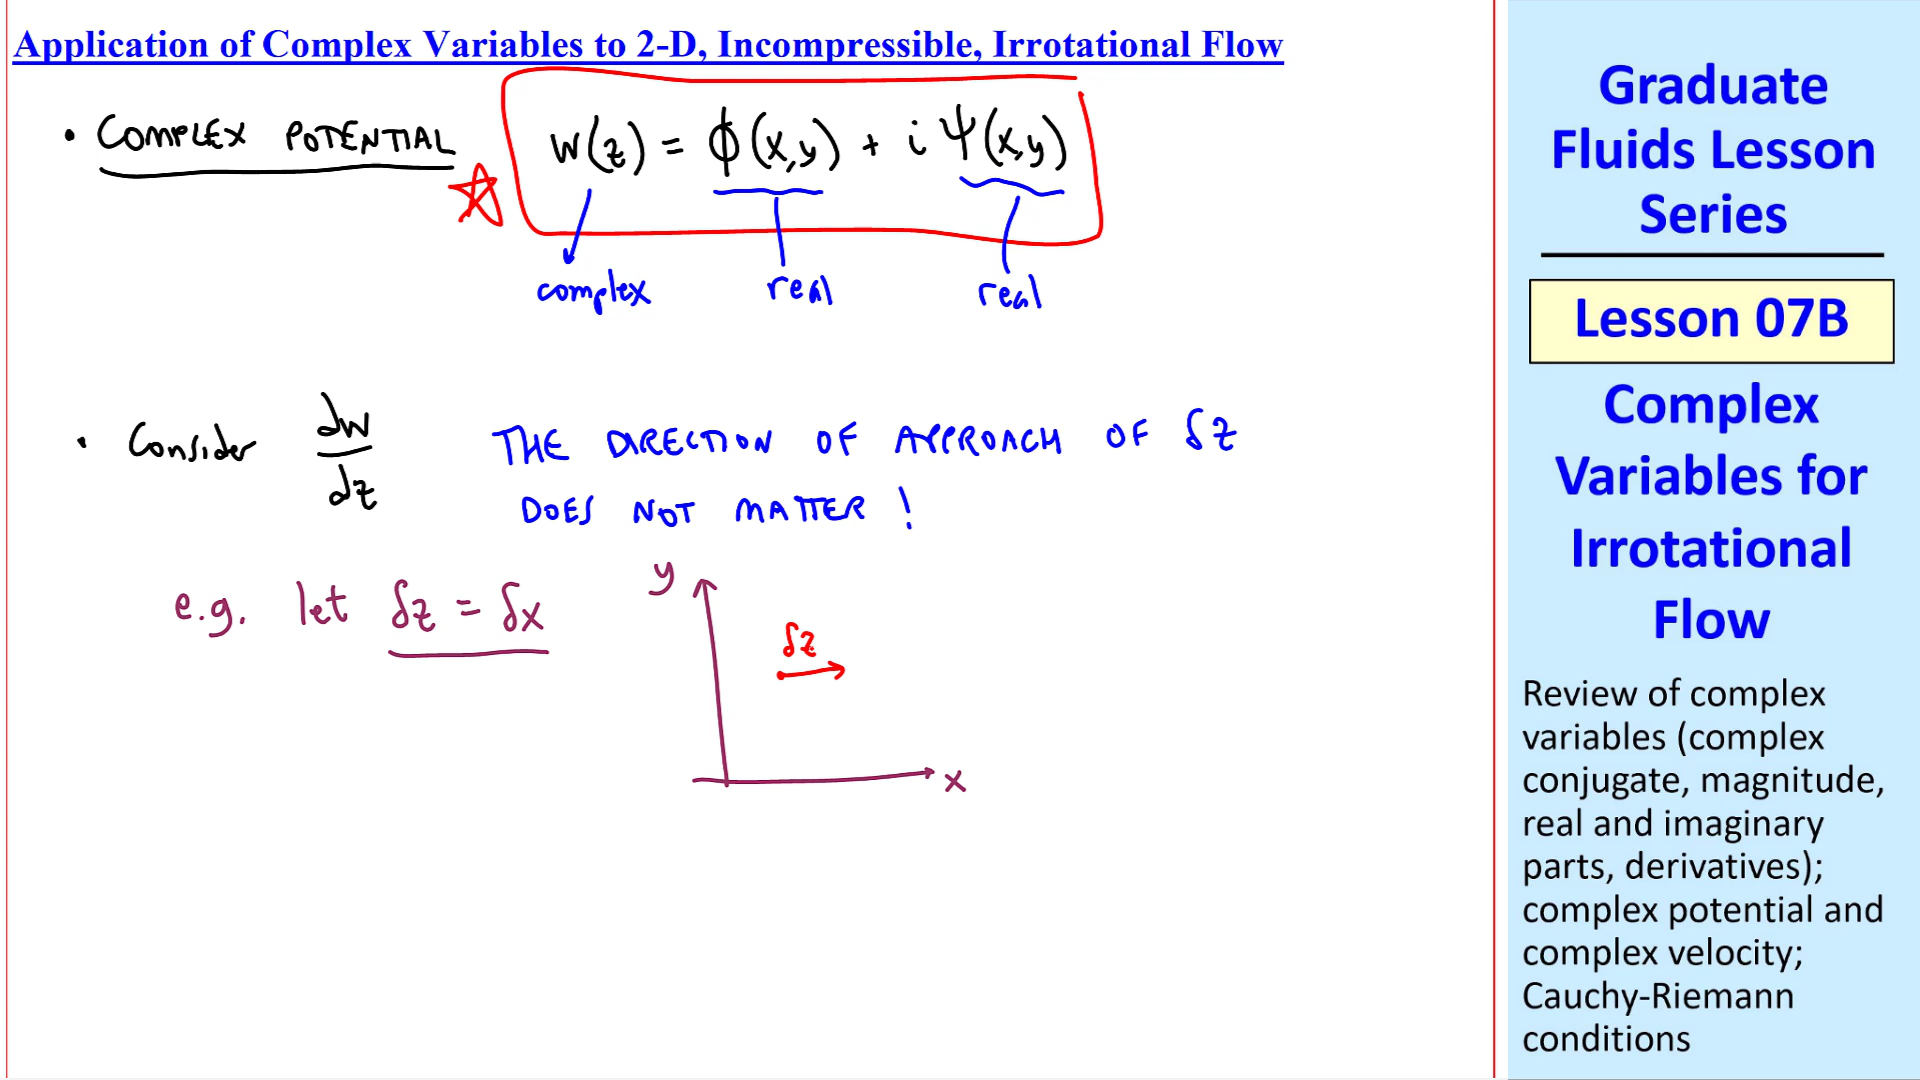 Application of Complex Variables to 2-D, Incompressible, Irrotational Flow
• COMPLEX POTENTIAL w(z) = ϕ(x,y) + i ψ(x,y)
complex real real
• Consider dw/dz THE DIRECTION OF APPROACH OF δz
DOES NOT MATTER!
e.g. let δz = δx
y
δz
x
Graduate
Fluids Lesson
Series
Lesson 07B
Complex
Variables for
Irrotational
Flow
Review of complex
variables (complex
conjugate, magnitude,
real and imaginary
parts, derivatives);
complex potential and
complex velocity;
Cauchy-Riemann
conditions